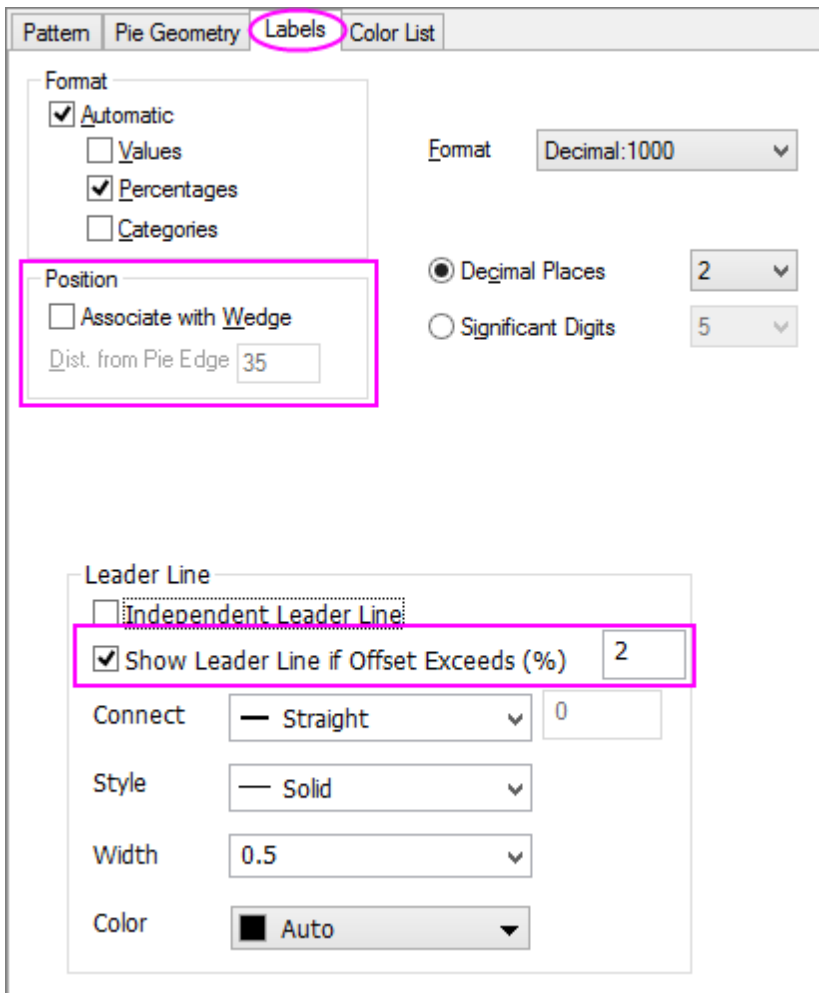 Pattern Pie Geometry Labels Color List
Format
Automatic
Values
Format Decimal:1000
Percentages
Categories
Position
Decimal Places 2
Associate with Wedge
Significant Digits 5
Dist. from Pie Edge 35
Leader Line
Independent Leader Line
Show Leader Line if Offset Exceeds (%) 2
Connect Straight 0
Style Solid
Width 0.5
Color Auto